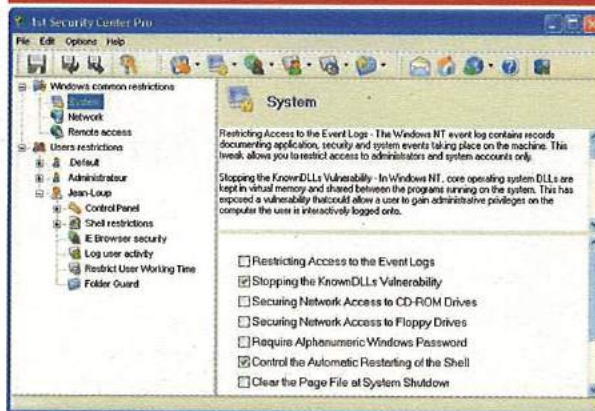 1st Security Center Pro
File Edit Options Help
Windows common restrictions
System
Network
Remote access
Users restrictions
Default
Administrateur
Jean-Loup
Control Panel
Shell restrictions
IE Browser security
Log user activity
Restrict User Working Time
Folder Guard
System
Restricting Access to the Event Logs - The Windows NT event log contains records
documenting application, security and system events taking place on the machine. This
tweak allows you to restrict access to administrators and system accounts only.
Stopping the KnownDLLs Vulnerability - In Windows NT, core operating system DLLs are
kept in virtual memory and shared between the programs running on the system. This has
exposed a vulnerability thatcould allow a user to gain administrative privileges on the
computer the user is interactively logged onto.
Restricting Access to the Event Logs
Stopping the KnownDLLs Vulnerability
Securing Network Access to CD-ROM Drives
Securing Network Access to Floppy Drives
Require Alphanumeric Windows Password
Control the Automatic Restarting of the Shell
Clear the Page File at System Shutdown